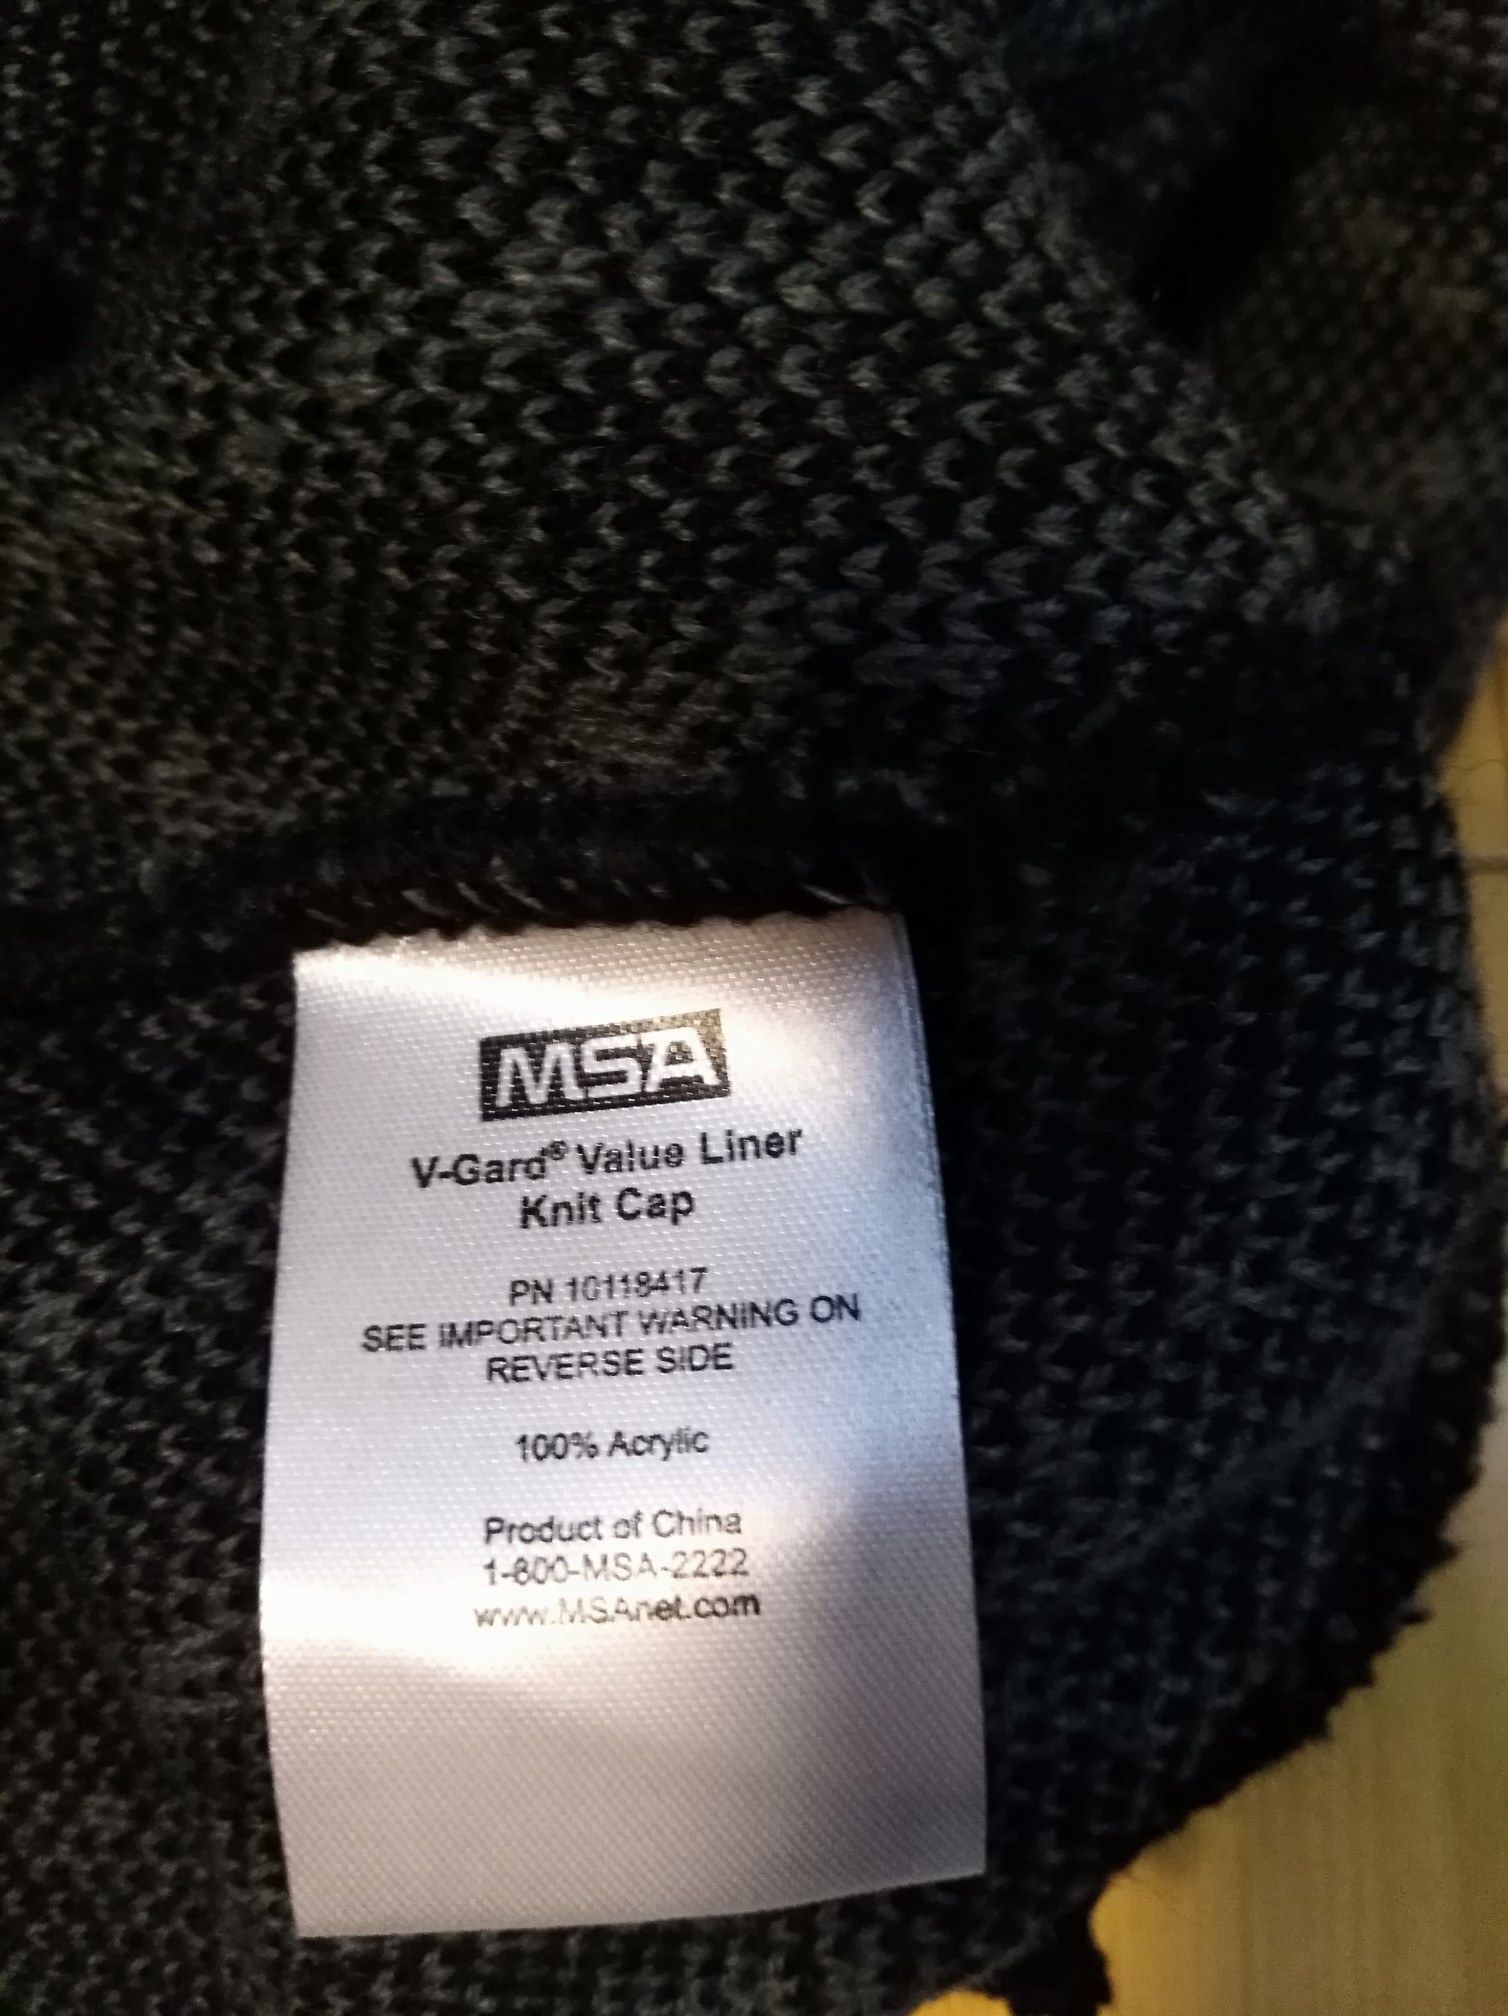 MSA
V-Gard® Value Liner
Knit Cap
PN 10118417
SEE IMPORTANT WARNING ON
REVERSE SIDE
100% Acrylic
Product of China
1-800-MSA-2222
www.MSAnet.com